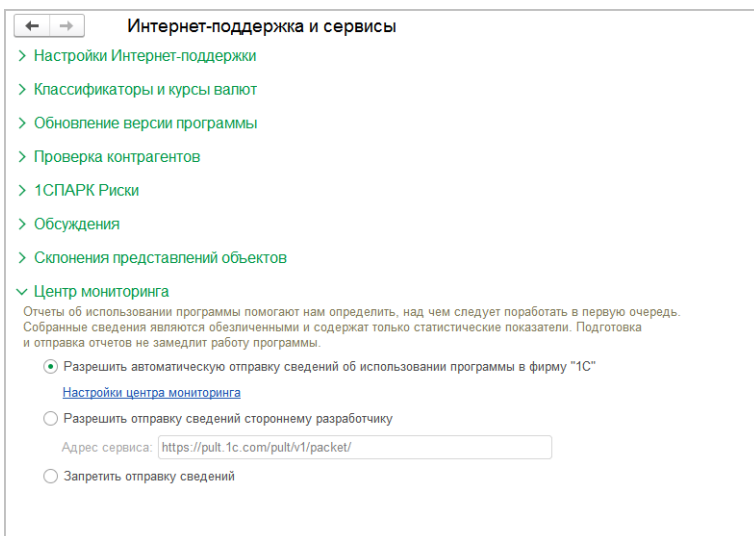 Интернет-поддержка и сервисы
Настройки Интернет-поддержки
Классификаторы и курсы валют
Обновление версии программы
Проверка контрагентов
1СПАРК Риски
Обсуждения
Склонения представлений объектов
Центр мониторинга
Отчеты об использовании программы помогают нам определить, над чем следует поработать в первую очередь.
Собранные сведения являются обезличенными и содержат только статистические показатели. Подготовка
и отправка отчетов не замедлит работу программы.
Разрешить автоматическую отправку сведений об использовании программы в фирму "1С"
Настройки центра мониторинга
Разрешить отправку сведений стороннему разработчику
Адрес сервиса: https://pult.1c.com/pult/v1/packet/
Запретить отправку сведений